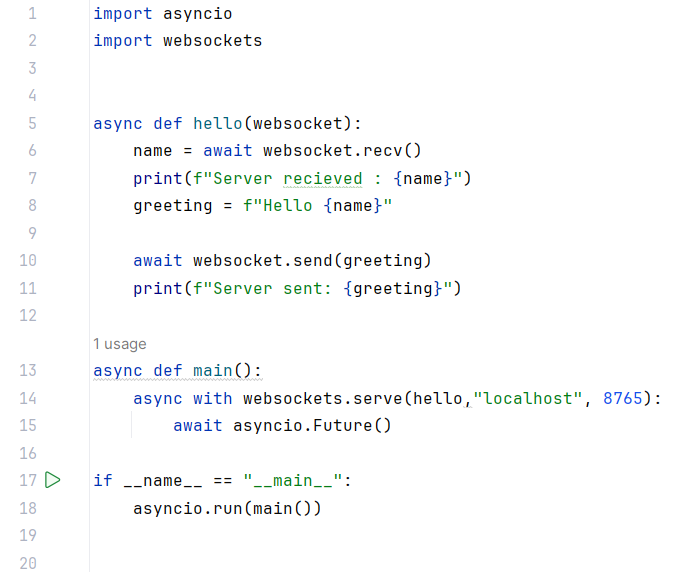 1 import asyncio
2 import websockets
3
4
5 async def hello(websocket):
6     name = await websocket.recv()
7     print(f"Server recieved : {name}")
8     greeting = f"Hello {name}"
9
10     await websocket.send(greeting)
11     print(f"Server sent: {greeting}")
12
1 usage
13 async def main():
14     async with websockets.serve(hello,"localhost", 8765):
15         await asyncio.Future()
16
17 if __name__ == "__main__":
18     asyncio.run(main())
19
20